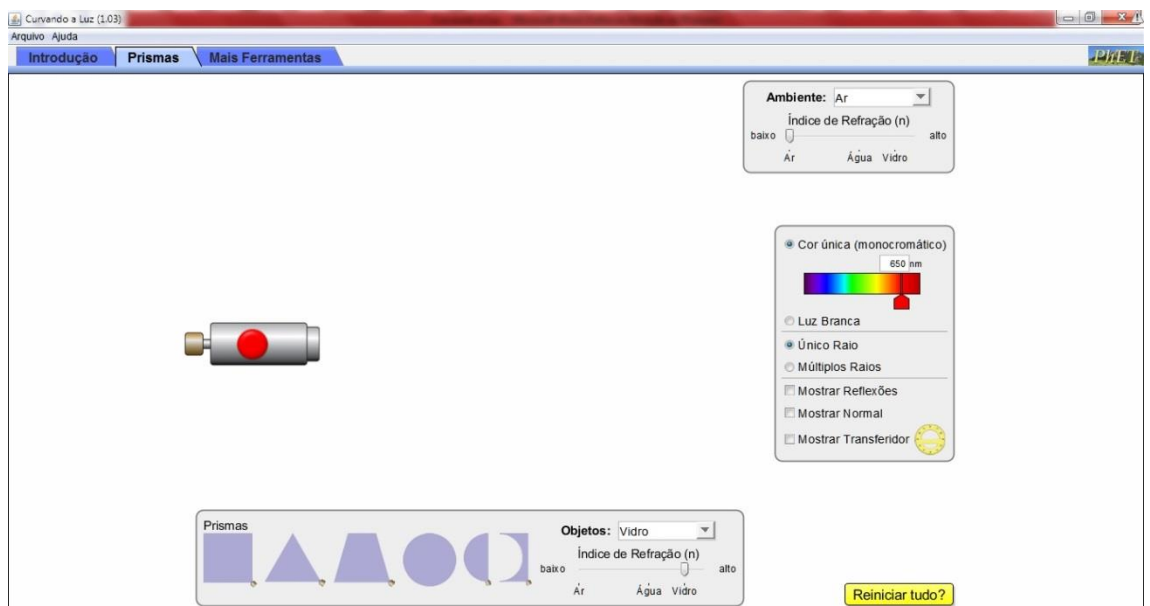 Curvando a Luz (1.03)
Arquivo Ajuda
Introdução Prismas Mais Ferramentas
PhET
Ambiente: Ar
Índice de Refração (n)
baixo alto
Ar Água Vidro
Cor única (monocromático)
650 nm
Luz Branca
Único Raio
Múltiplos Raios
Mostrar Reflexões
Mostrar Normal
Mostrar Transferidor
Prismas
Objetos: Vidro
Índice de Refração (n)
baixo alto
Ar Água Vidro
Reiniciar tudo?